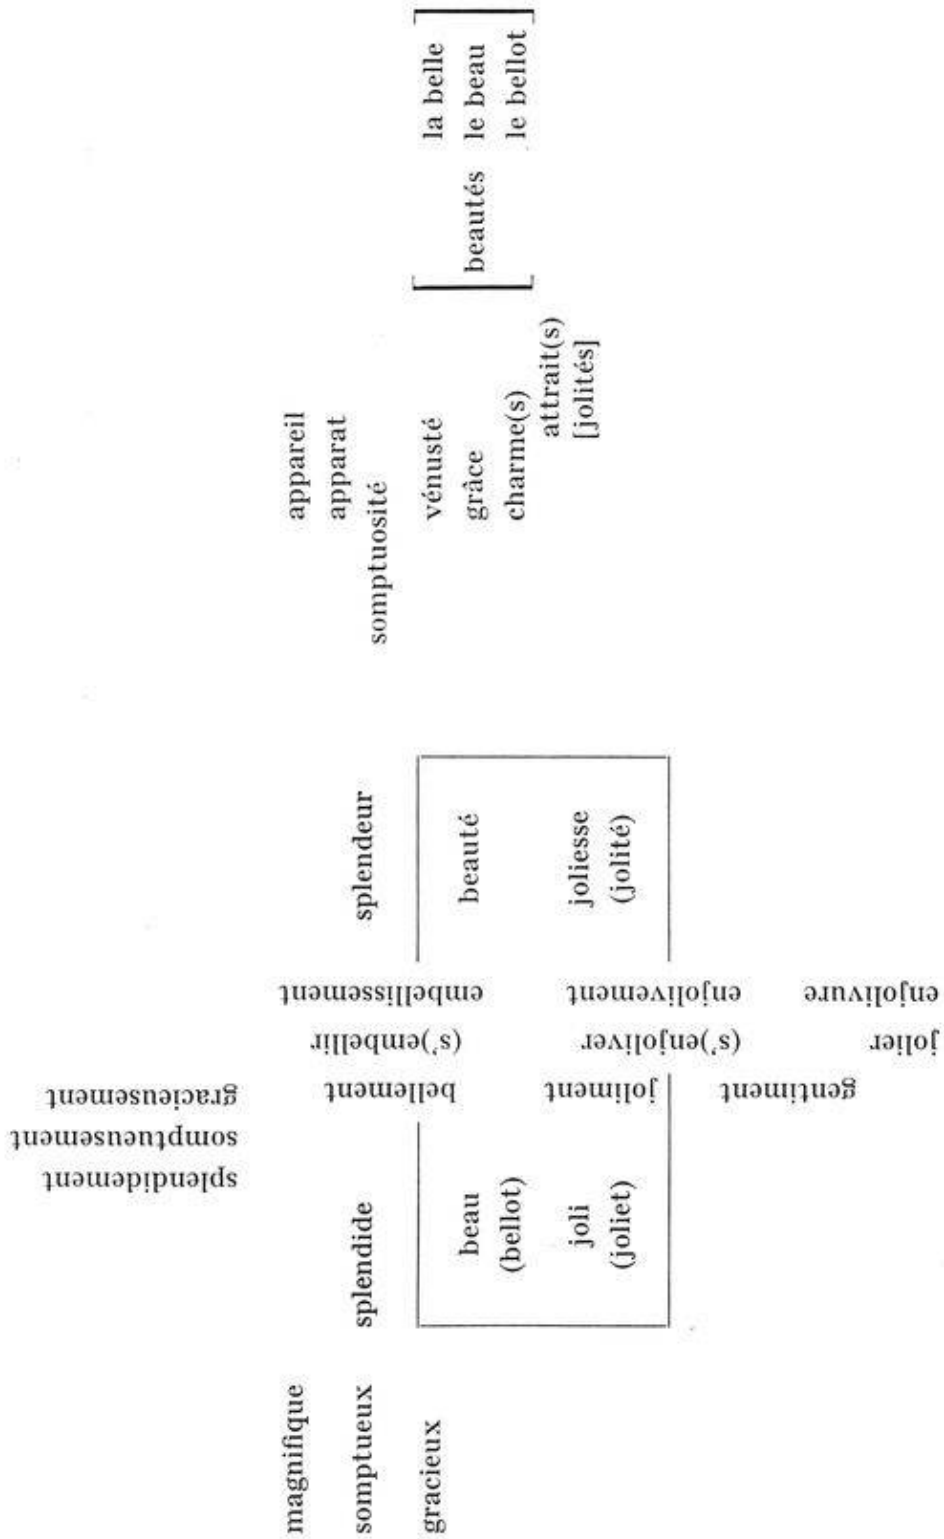 magnifique
somptueux
gracieux
splendide
beau
(bellot)
joli
(joliet)
splendidement
somptueusement
gracieusement
bellement
joliment
gentiment
(s’)embellir
(s’)enjoliver
jolier
embellissement
enjolivement
enjolivure
splendeur
beauté
joliesse
(jolité)
appareil
apparat
somptuosité
vénusté
grâce
charme(s)
attrait(s)
[jolités]
beautés
la belle
le beau
le bellot